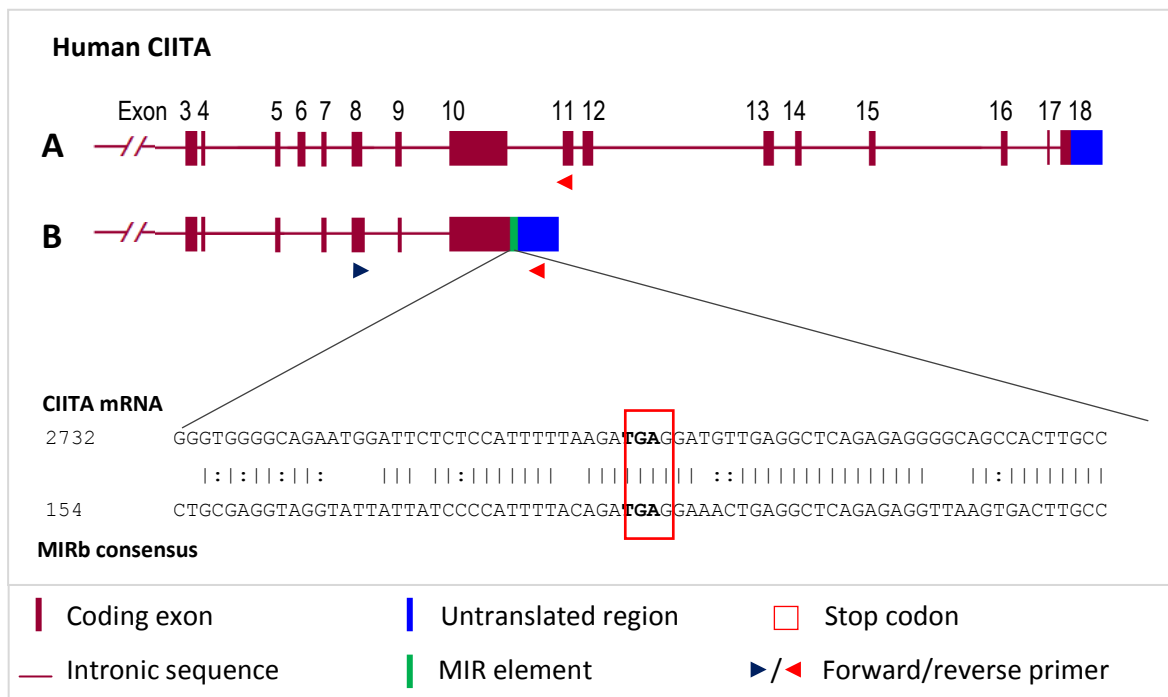 Human CIITA
Exon 3 4 5 6 7 8 9 10 11 12 13 14 15 16 17 18
A
B
CIITA mRNA
2732 GGGTGGGGCAGAATGGATTCTCTCCATTTTTAAGATGAGGATGTTGAGGCTCAGAGAGGGGCAGCCACTTGCC
|:|:||:||: ||| ||:||||||| ||||||| ::||||||||||||||| ||:||||||||
154 CTGCGAGGTAGGTATTATTATCCCCATTTTACAGATGAGGAAACTGAGGCTCAGAGAGGTTAAGTGACTTGCC
MIRb consensus
Coding exon Untranslated region Stop codon
Intronic sequence MIR element / Forward/reverse primer